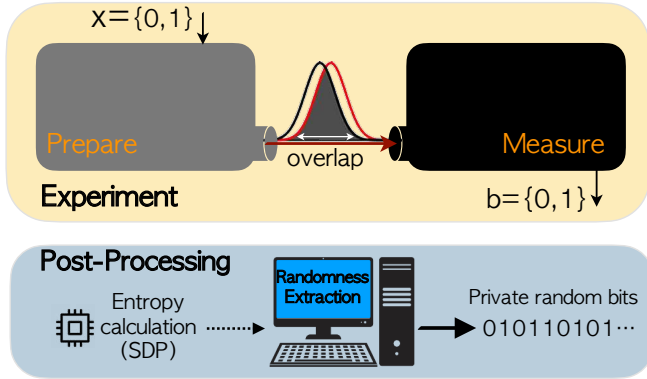 x={0,1}
Prepare
overlap
Measure
Experiment
b={0,1}
Post-Processing
Entropy
calculation
(SDP)
Randomness
Extraction
Private random bits
010110101···